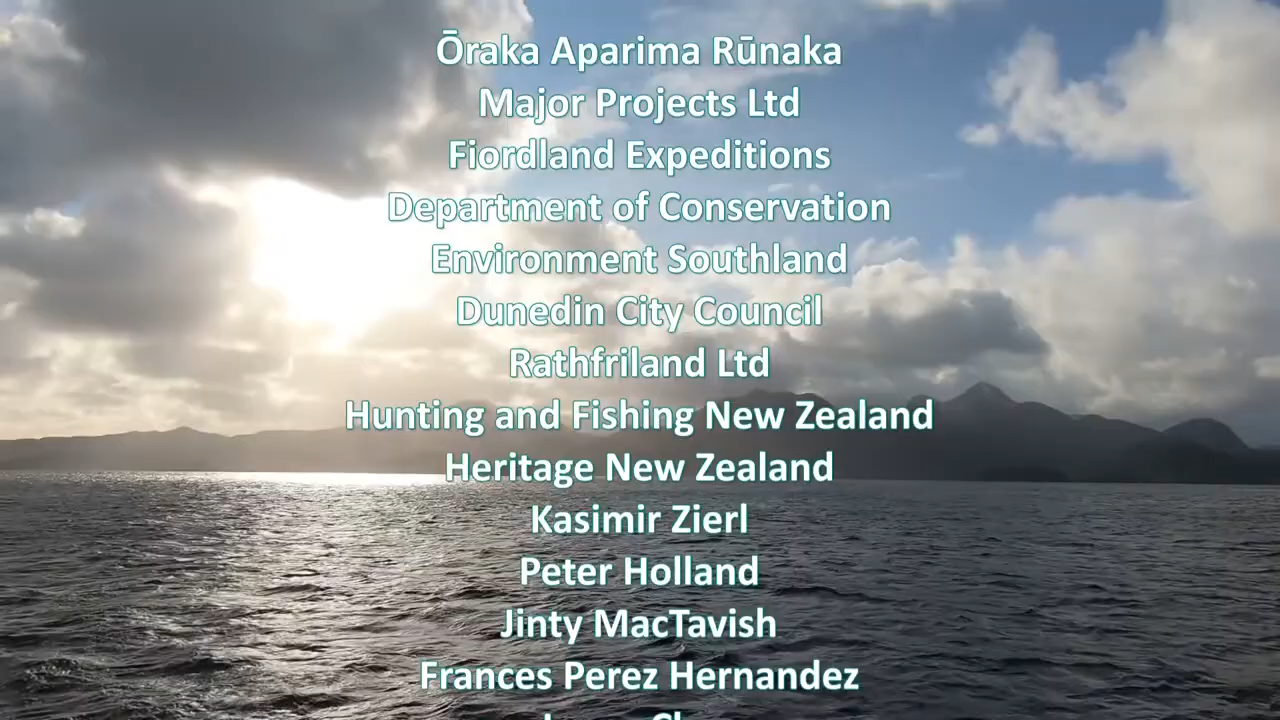 Ōraka Aparima Rūnaka
Major Projects Ltd
Fiordland Expeditions
Department of Conservation
Environment Southland
Dunedin City Council
Rathfriland Ltd
Hunting and Fishing New Zealand
Heritage New Zealand
Kasimir Zierl
Peter Holland
Jinty MacTavish
Frances Perez Hernandez